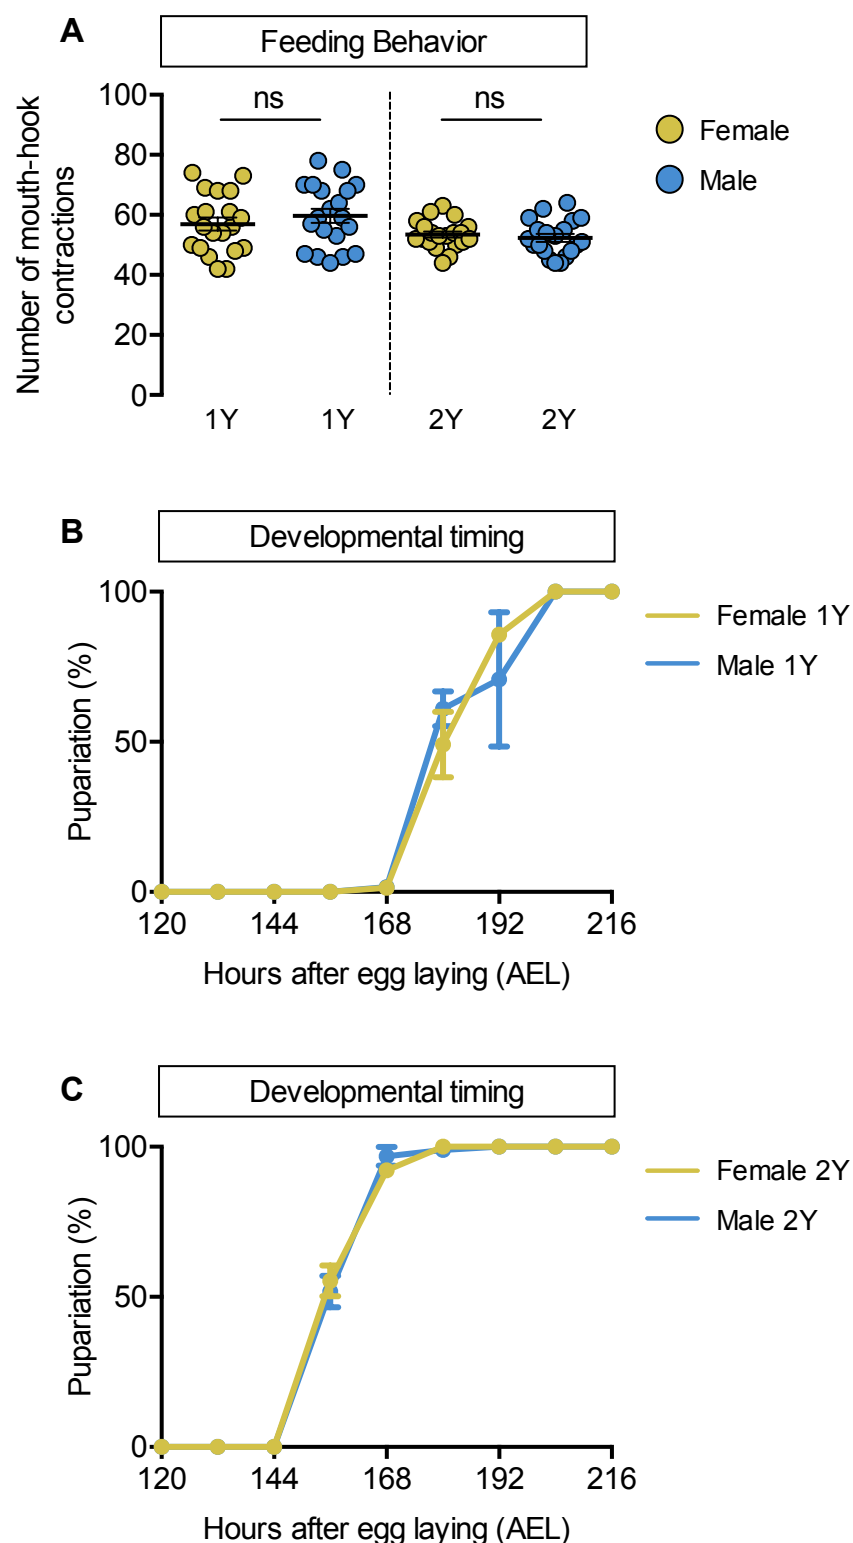 A
Feeding Behavior
Number of mouth-hook
contractions
100
80
60
40
20
0
ns
ns
1Y
1Y
2Y
2Y
Female
Male
B
Developmental timing
Pupariation (%)
100
50
0
120
144
168
192
216
Hours after egg laying (AEL)
Female 1Y
Male 1Y
C
Developmental timing
Pupariation (%)
100
50
0
120
144
168
192
216
Hours after egg laying (AEL)
Female 2Y
Male 2Y